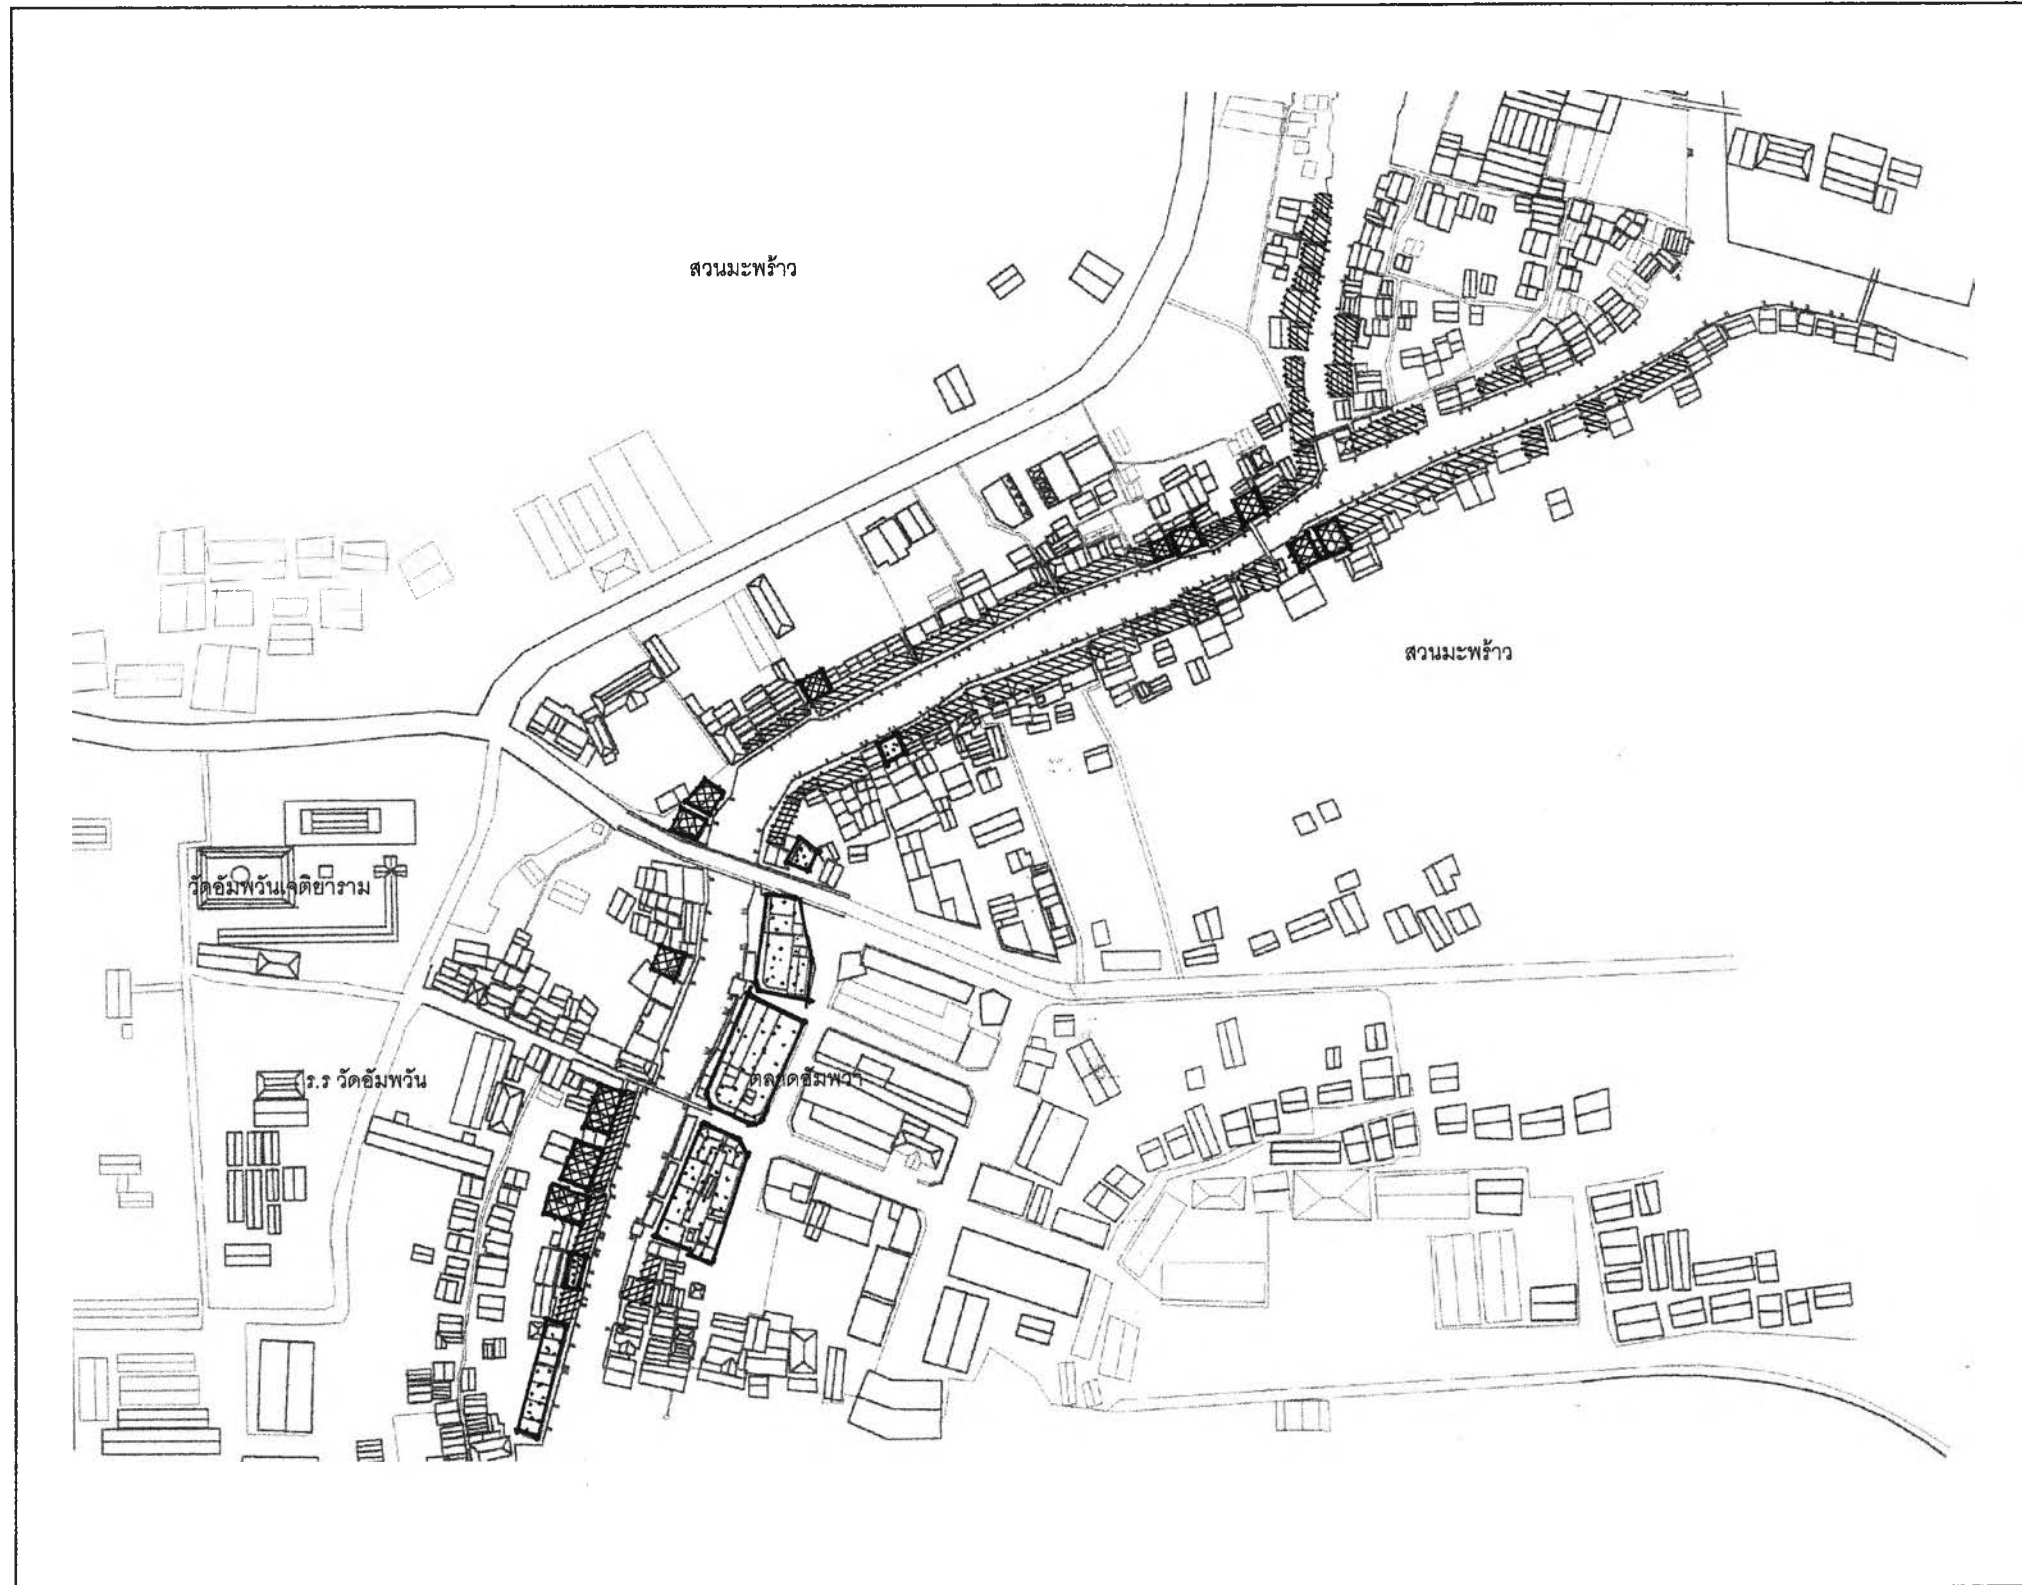 สวนมะพร้าว
สวนมะพร้าว
วัดอัมพวันเจติยาราม
ร.ร วัดอัมพวัน
ตลาดอัมพวา